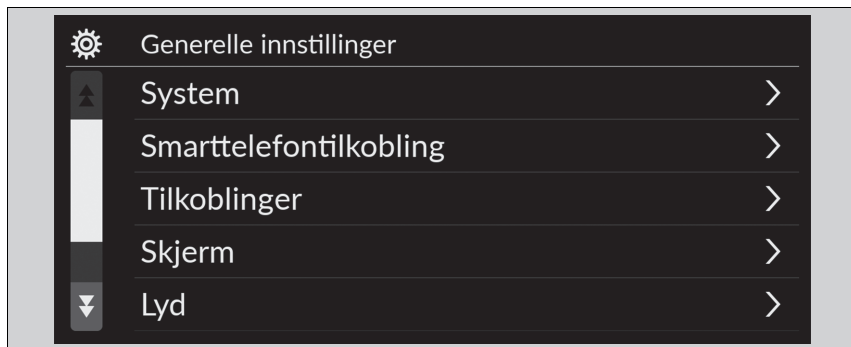 Generelle innstillinger
System
Smarttelefontilkobling
Tilkoblinger
Skjerm
Lyd